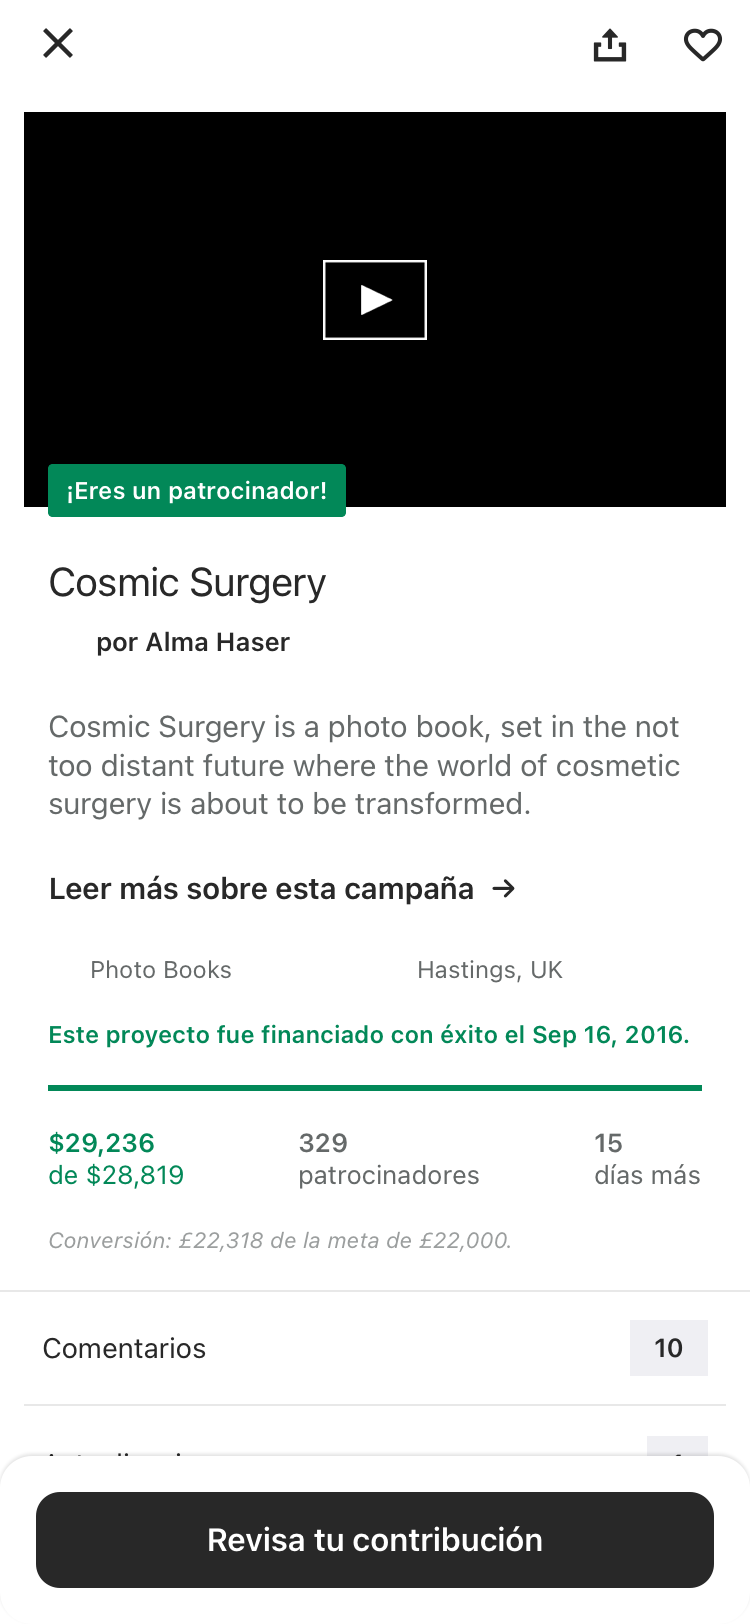 ¡Eres un patrocinador!
Cosmic Surgery
por Alma Haser
Cosmic Surgery is a photo book, set in the not
too distant future where the world of cosmetic
surgery is about to be transformed.
Leer más sobre esta campaña →
Photo Books
Hastings, UK
Este proyecto fue financiado con éxito el Sep 16, 2016.
$29,236
de $28,819
329
patrocinadores
15
días más
Conversión: £22,318 de la meta de £22,000.
Comentarios
10
Revisa tu contribución